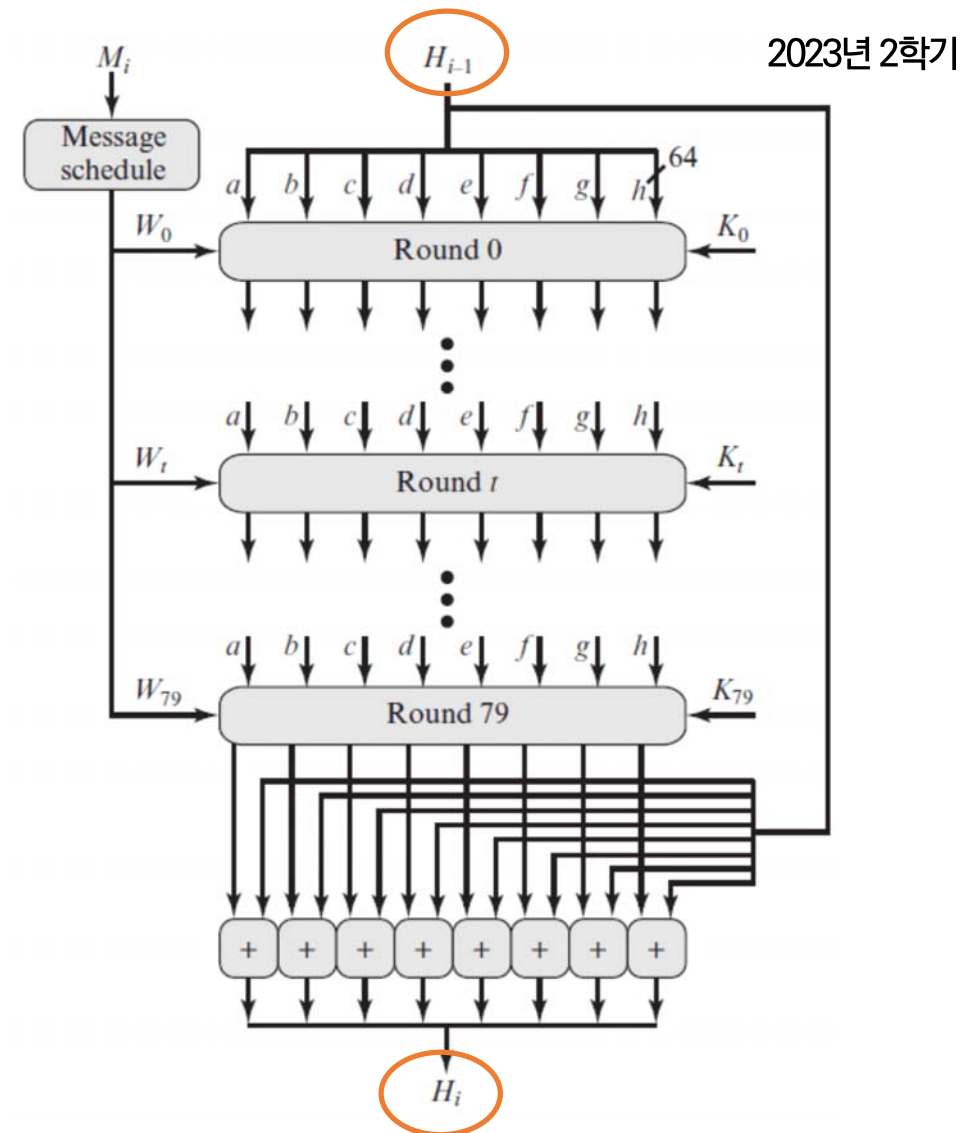 2023년 2학기
M_i H_{i–1}
Message
schedule
64
a b c d e f g h
W_0 K_0
Round 0
a b c d e f g h
W_t K_t
Round t
a b c d e f g h
W_79 K_79
Round 79
+ + + + + + + +
H_i